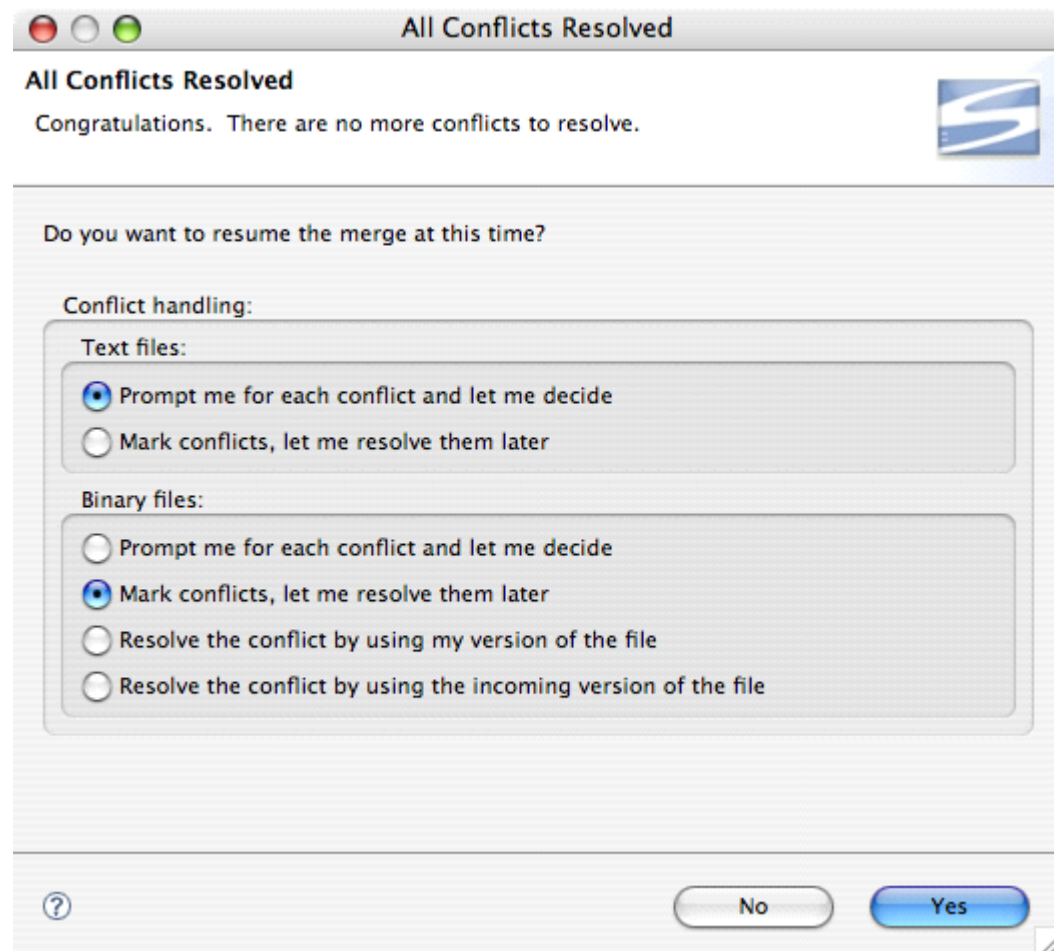 All Conflicts Resolved
All Conflicts Resolved
Congratulations.  There are no more conflicts to resolve.
Do you want to resume the merge at this time?
Conflict handling:
Text files:
Prompt me for each conflict and let me decide
Mark conflicts, let me resolve them later
Binary files:
Prompt me for each conflict and let me decide
Mark conflicts, let me resolve them later
Resolve the conflict by using my version of the file
Resolve the conflict by using the incoming version of the file
? No Yes